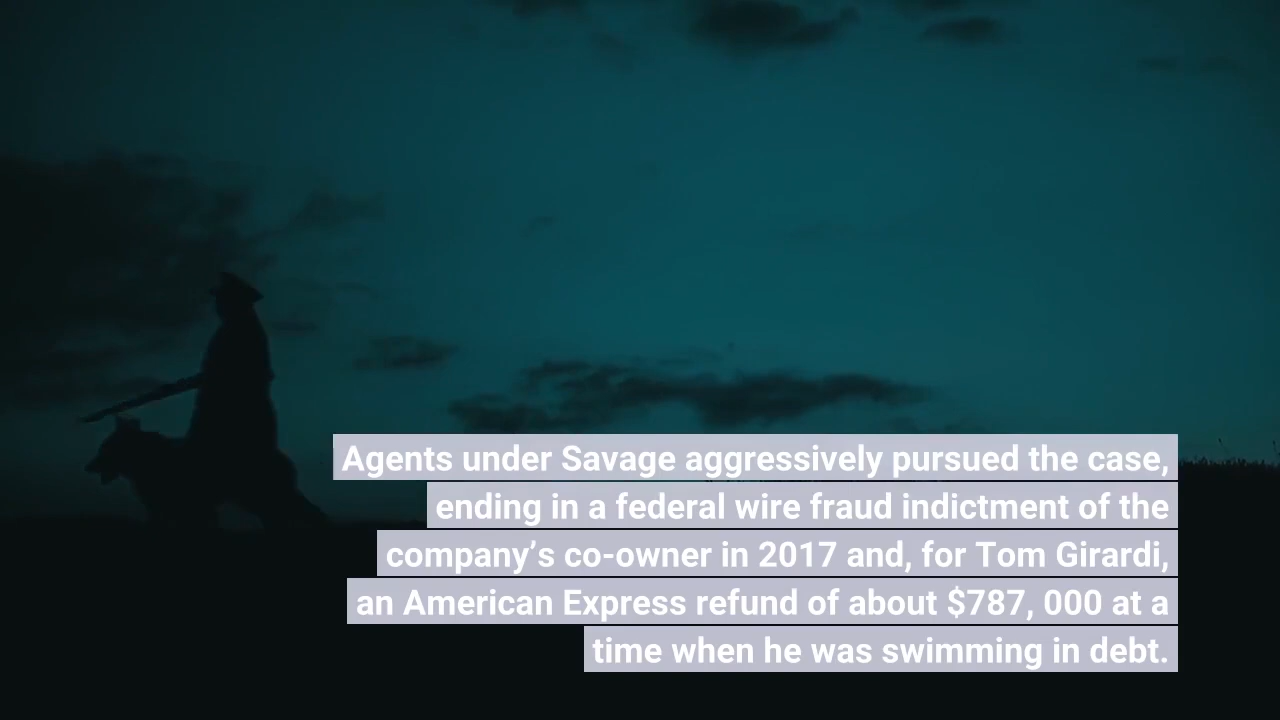 Agents under Savage aggressively pursued the case,
ending in a federal wire fraud indictment of the
company’s co-owner in 2017 and, for Tom Girardi,
an American Express refund of about $787, 000 at a
time when he was swimming in debt.